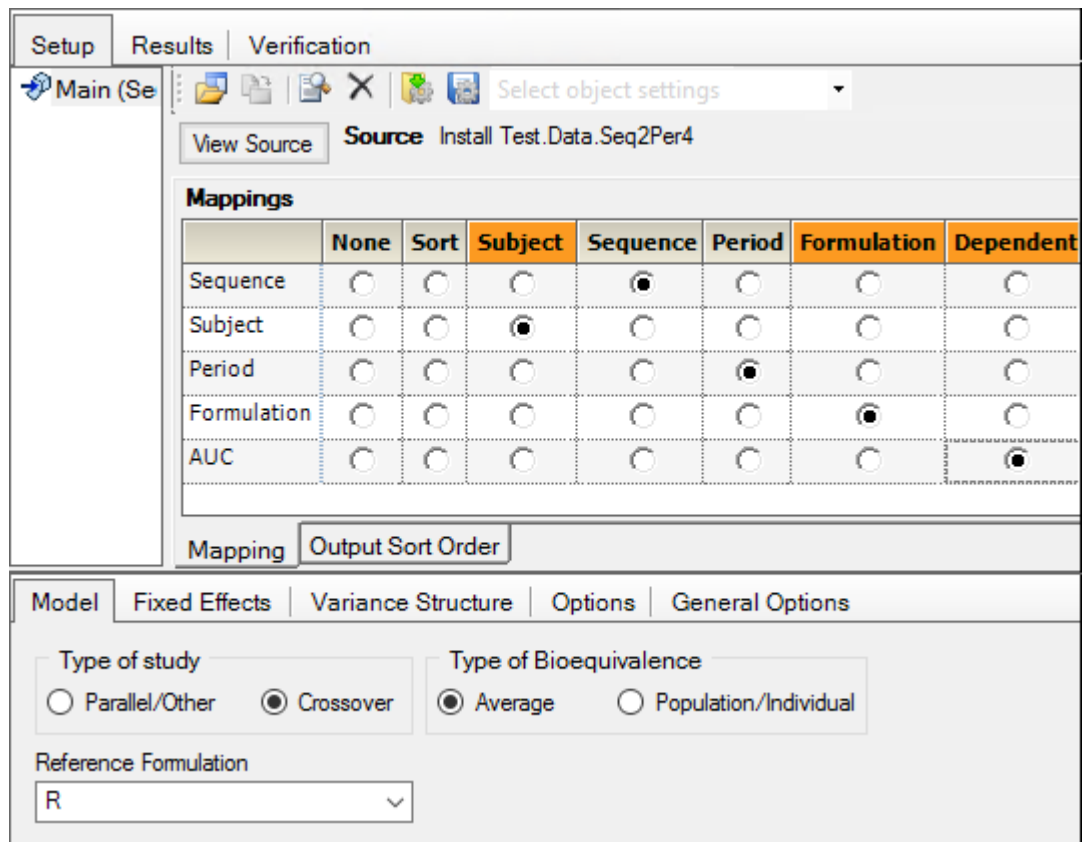 Setup Results Verification
Main (Se Select object settings
View Source Source Install Test.Data.Seq2Per4
Mappings
None Sort Subject Sequence Period Formulation Dependent
Sequence
Subject
Period
Formulation
AUC
Mapping Output Sort Order
Model Fixed Effects Variance Structure Options General Options
Type of study Type of Bioequivalence
Parallel/Other Crossover Average Population/Individual
Reference Formulation
R